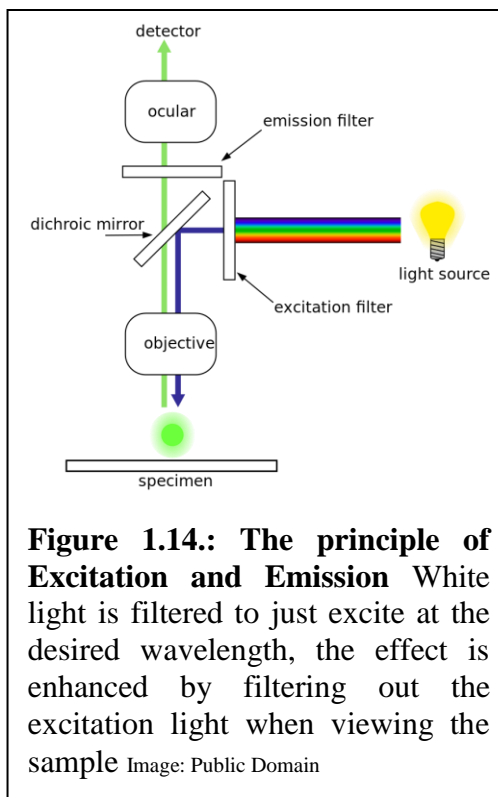 detector
ocular
emission filter
dichroic mirror
light source
excitation filter
objective
specimen
Figure 1.14.: The principle of
Excitation and Emission White
light is filtered to just excite at the
desired wavelength, the effect is
enhanced by filtering out the
excitation light when viewing the
sample Image: Public Domain